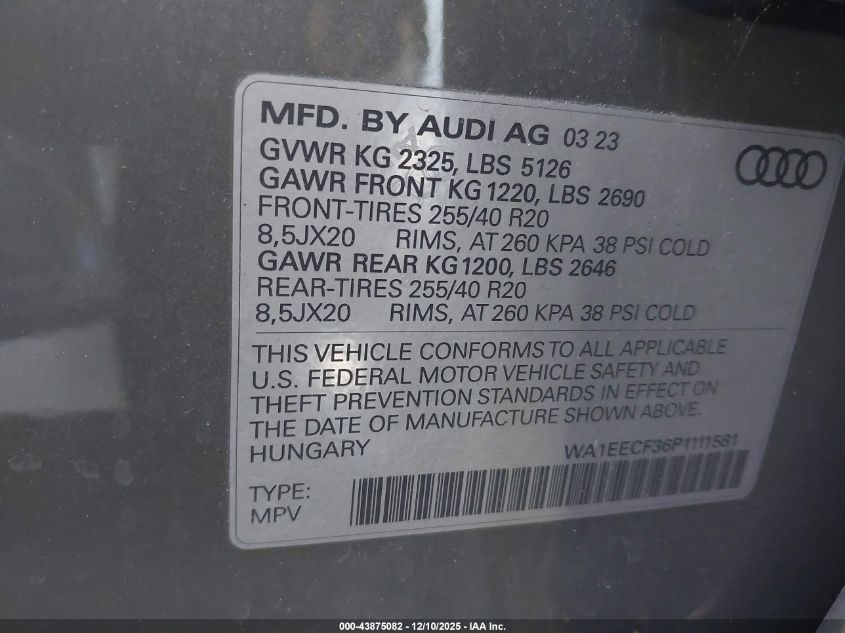 MFD. BY AUDI AG 03 23
GVWR KG 2325, LBS 5126
GAWR FRONT KG 1220, LBS 2690
FRONT-TIRES 255/40 R20
8,5JX20 RIMS, AT 260 KPA 38 PSI COLD
GAWR REAR KG1200, LBS 2646
REAR-TIRES 255/40 R20
8,5JX20 RIMS, AT 260 KPA 38 PSI COLD
THIS VEHICLE CONFORMS TO ALL APPLICABLE
U.S. FEDERAL MOTOR VEHICLE SAFETY AND
THEFT PREVENTION STANDARDS IN EFFECT ON
THE DATE OF MANUFACTURE SHOWN ABOVE.
HUNGARY WA1EECF36P1111581
TYPE:
MPV
000-43875082 - 12/10/2025 - IAA Inc.